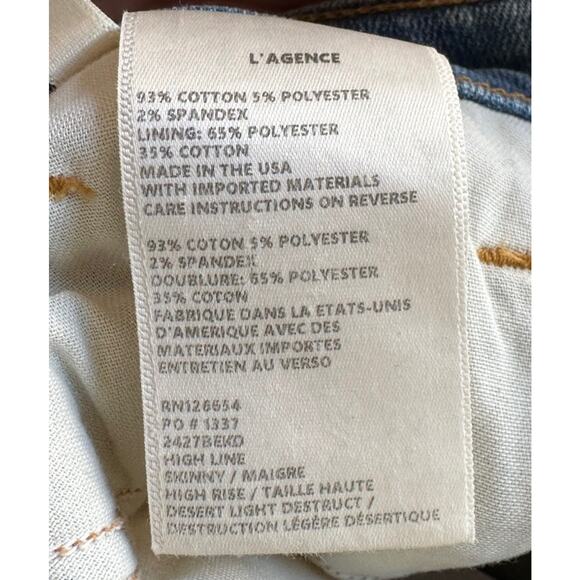 L'AGENCE
93% COTTON 5% POLYESTER
2% SPANDEX
LINING: 65% POLYESTER
35% COTTON
MADE IN THE USA
WITH IMPORTED MATERIALS
CARE INSTRUCTIONS ON REVERSE
93% COTON 5% POLYESTER
2% SPANDEX
DOUBLURE: 65% POLYESTER
35% COTON
FABRIQUE DANS LA ETATS-UNIS
D'AMERIQUE AVEC DES
MATERIAUX IMPORTES
ENTRETIEN AU VERSO
RN126654
PO # 1337
2427BEKD
HIGH LINE
SKINNY / MAIGRE
HIGH RISE / TAILLE HAUTE
DESERT LIGHT DESTRUCT /
DESTRUCTION LÉGÈRE DÉSERTIQUE